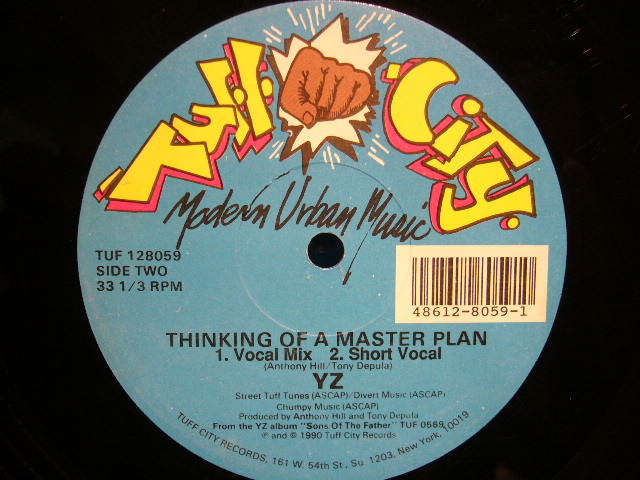 Tuff City
Modern Urban Music
TUF 128059
SIDE TWO
33 1/3 RPM
48612-8059-1
THINKING OF A MASTER PLAN
1. Vocal Mix 2. Short Vocal
(Anthony Hill/Tony Depula)
YZ
Street Tuff Tunes (ASCAP)/Divert Music (ASCAP)
Chumpy Music (ASCAP)
Produced by Anthony Hill and Tony Depula
From the YZ album "Sons Of The Father" TUF 0569
℗ and © 1990 Tuff City Records
TUFF CITY RECORDS, 161 W. 54th St., Su. 1203, New York, 10019